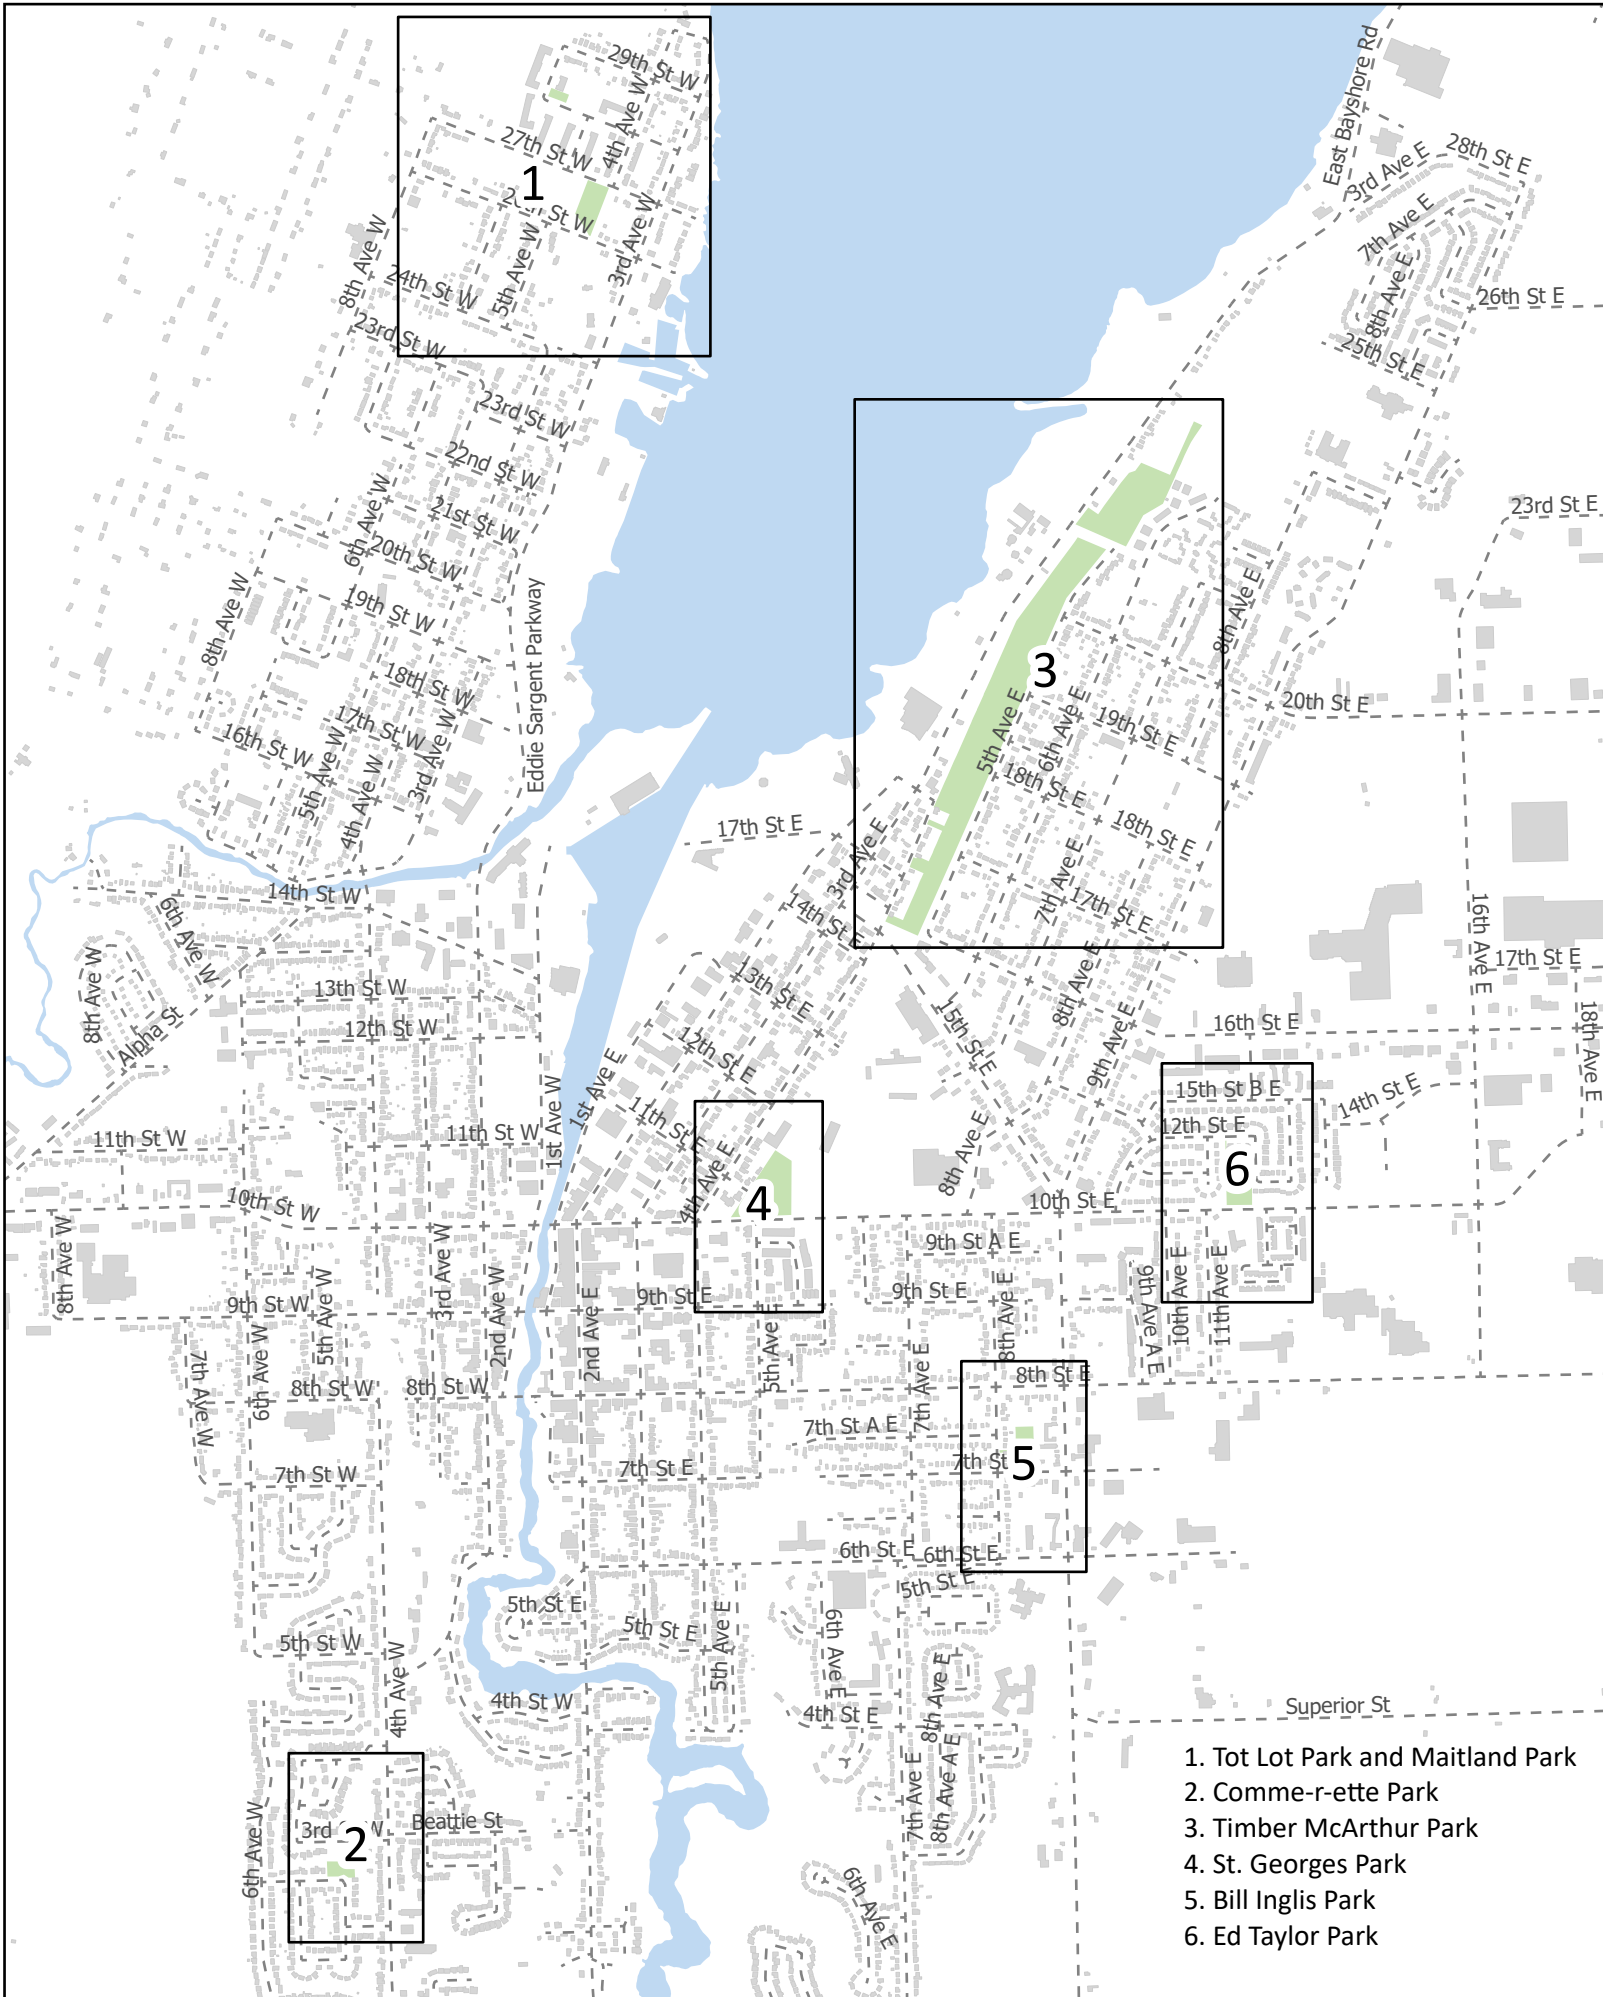 29th St W
4th Ave W
27th St W
1
St W
3rd Ave W
5th Ave W
8th Ave W
24th St W
23rd St W
23rd St W
22nd St W
21st St W
6th Ave W
20th St W
19th St W
8th Ave W
18th St W
17th St W
16th St W
3rd Ave W
5th Ave W
4th Ave W
Eddie Sargent Parkway
East Bayshore Rd
3rd Ave E
28th St E
7th Ave E
8th Ave E
26th St E
25th St E
23rd St E
8th Ave E
3
20th St E
5th Ave E
6th Ave E
19th St E
18th St E
18th St E
17th St E
3rd Ave E
7th Ave E
17th St E
14th St E
14th St W
6th Ave W
8th Ave W
Alpha St
13th St W
12th St W
13th St E
12th St E
15th St E
8th Ave E
9th Ave E
16th Ave E
17th St E
18th Ave E
16th St E
15th St B E
14th St E
12th St E
6
1st Ave W
1st Ave E
11th St E
4th Ave E
4
8th Ave E
11th St W
11th St W
10th St W
10th St E
8th Ave W
3rd Ave W
5th Ave W
9th St W
2nd Ave W
2nd Ave E
9th St E
5th Ave E
9th St A E
9th St E
8th Ave E
9th Ave A E
10th Ave E
11th Ave E
7th Ave W
6th Ave W
8th St W
8th St W
7th Ave E
8th St E
7th St A E
7th St
5
7th St W
7th St E
6th St E
6th St E
5th St E
5th St E
5th St E
5th Ave E
6th Ave E
5th St W
4th Ave W
4th St W
4th St E
8th Ave E
7th Ave E
8th Ave A E
Superior St
6th Ave W
3rd
W
2
Beattie St
6th Ave E
1. Tot Lot Park and Maitland Park
2. Comme-r-ette Park
3. Timber McArthur Park
4. St. Georges Park
5. Bill Inglis Park
6. Ed Taylor Park